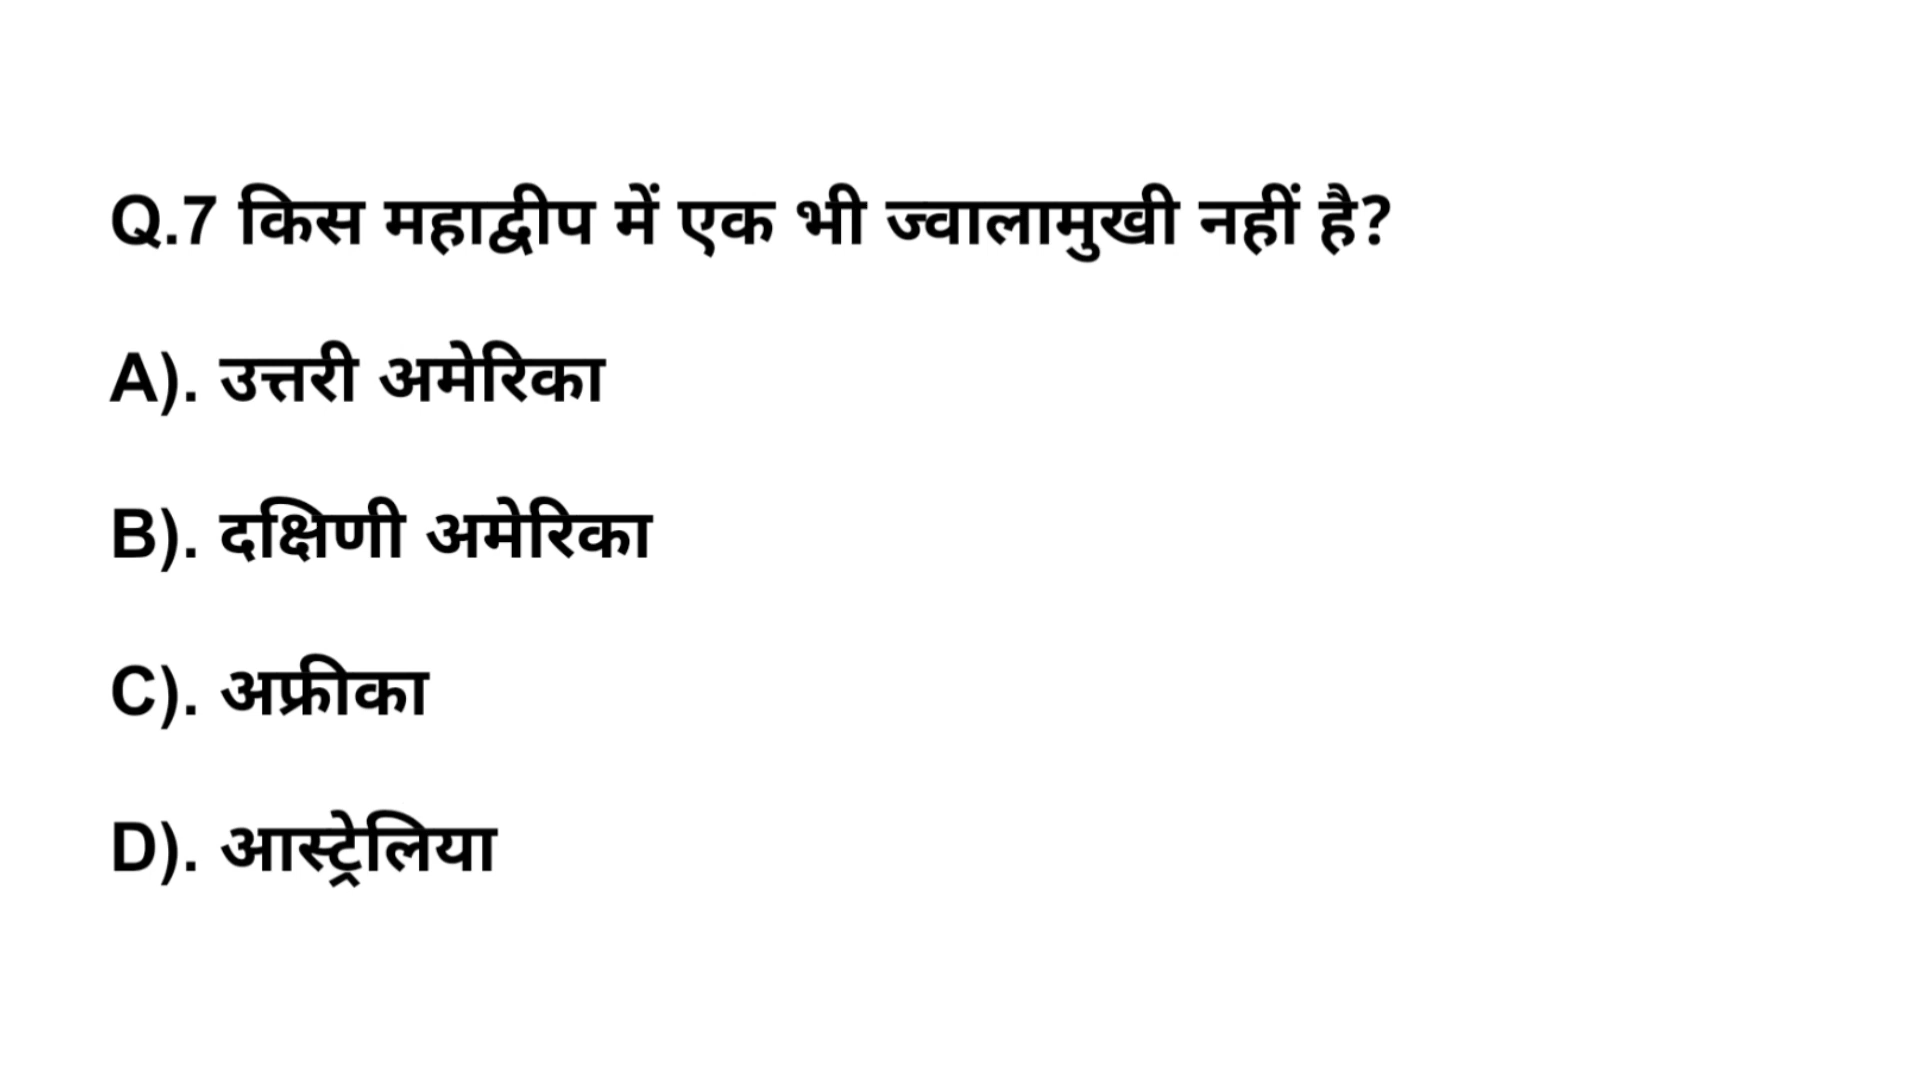 Q.7 किस महाद्वीप में एक भी ज्वालामुखी नहीं है?
A). उत्तरी अमेरिका
B). दक्षिणी अमेरिका
C). अफ्रीका
D). आस्ट्रेलिया